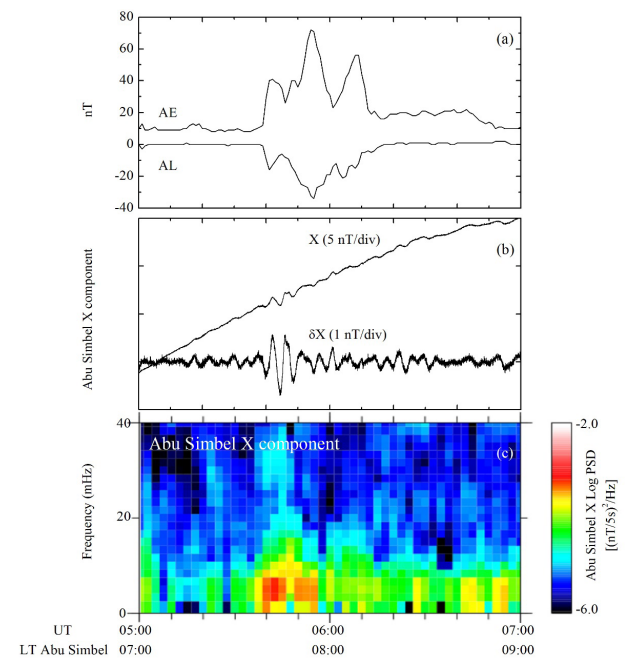 80
(a)
60
nT
40
AE
20
0
AL
-20
-40
Abu Simbel X component
X (5 nT/div)
(b)
δX (1 nT/div)
40
Abu Simbel X component
(c)
-2.0
Frequency (mHz)
20
Abu Simbel X Log PSD
[(nT/5s)²/Hz]
0
-6.0
UT 05:00 06:00 07:00
LT Abu Simbel 07:00 08:00 09:00